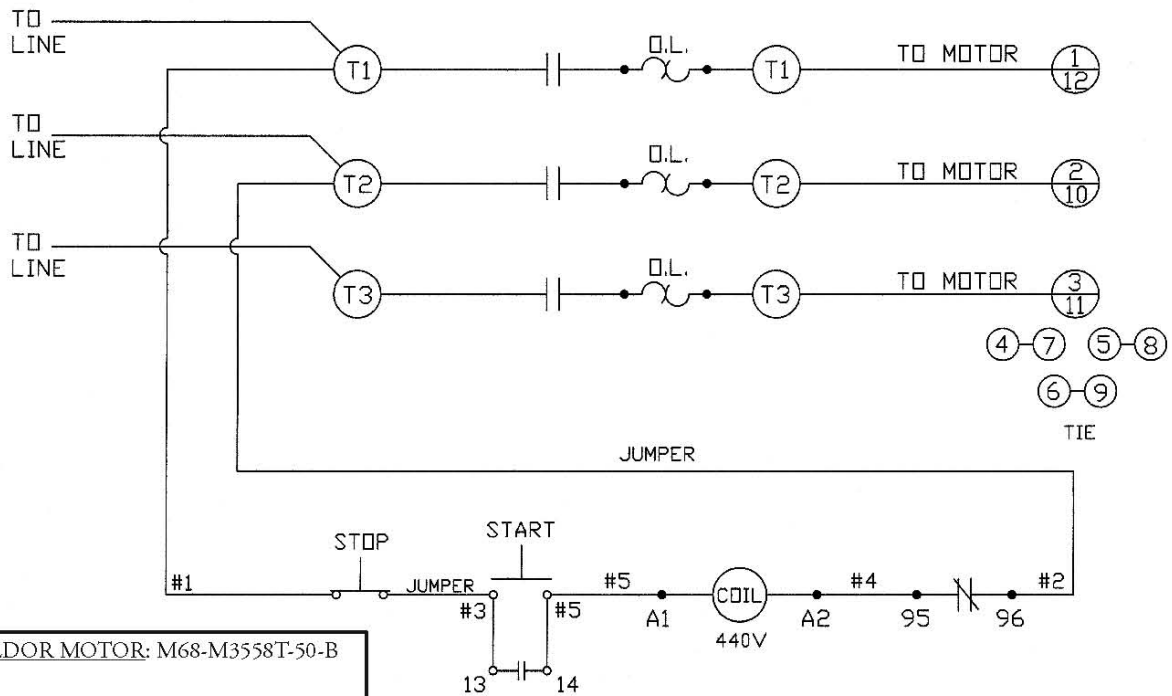 TO
LINE
O.L.
T1
T1
TO MOTOR
1
12
TO
LINE
O.L.
T2
T2
TO MOTOR
2
10
TO
LINE
O.L.
T3
T3
TO MOTOR
3
11
4 7 5 8
6 9
TIE
JUMPER
START
STOP
#1
JUMPER
#3
#5
#5
A1
COIL
440V
A2
#4
95
96
#2
13
14
DOR MOTOR: M68-M3558T-50-B